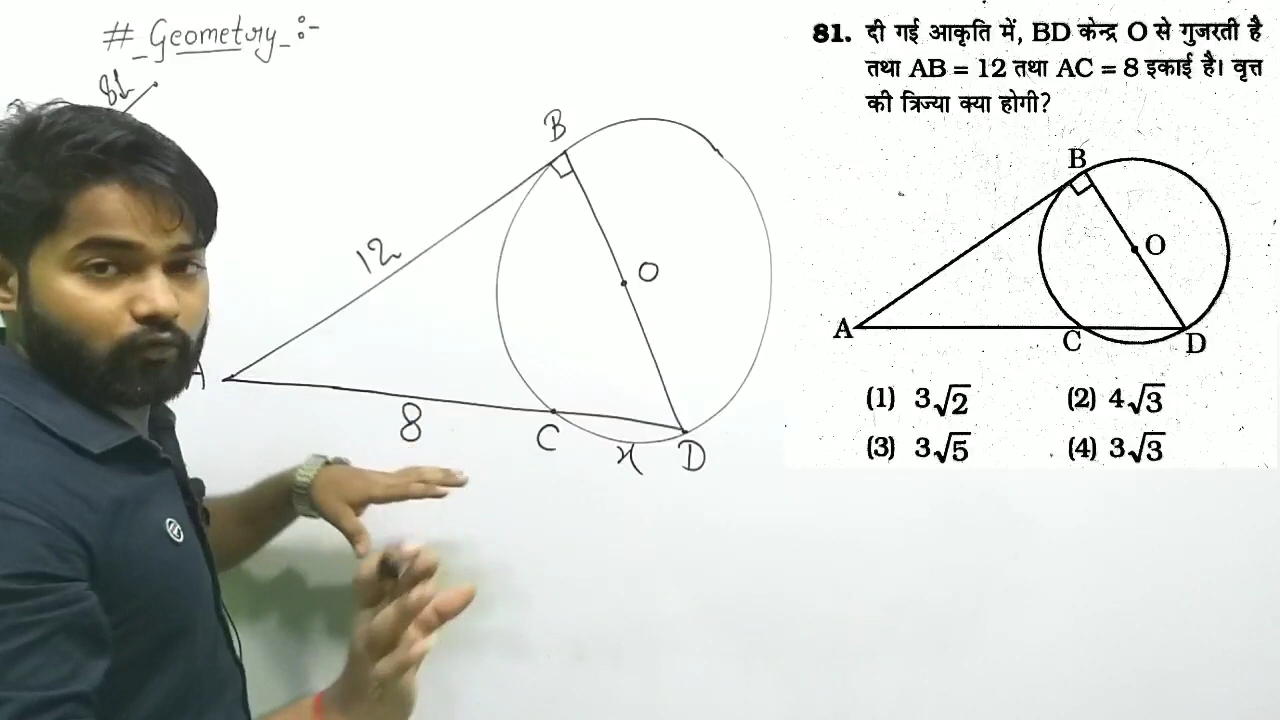 # Geometry :-
81
B
12
O
A
8
C
x
D
81. दी गई आकृति में, BD केन्द्र O से गुजरती है
तथा AB = 12 तथा AC = 8 इकाई है। वृत्त
की त्रिज्या क्या होगी?
B
O
A
C
D
(1) 3√2 (2) 4√3
(3) 3√5 (4) 3√3